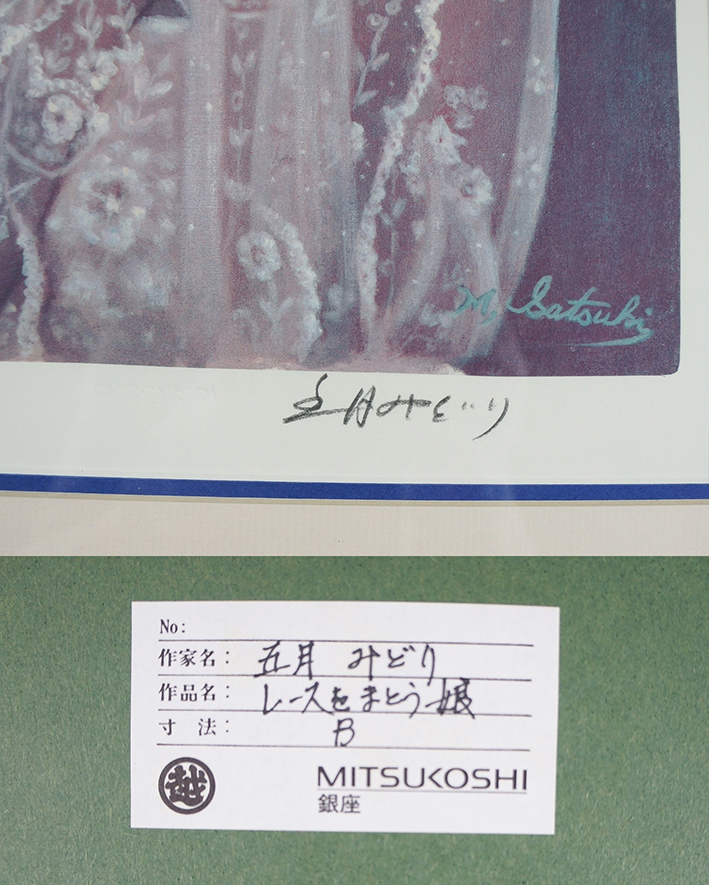 M. Satsuki
五月みどり
No:
作家名: 五月 みどり
作品名: レースをまとう娘
寸 法: B
越
MITSUKOSHI
銀座